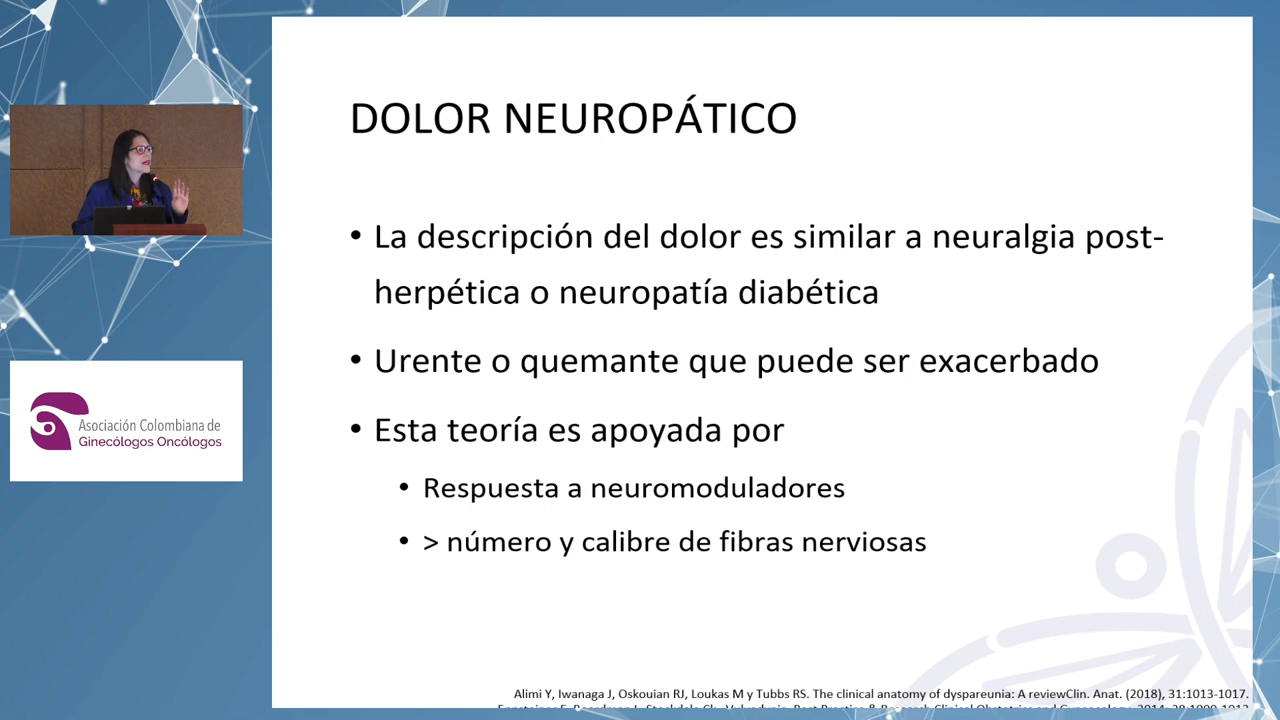 DOLOR NEUROPÁTICO
• La descripción del dolor es similar a neuralgia post-
herpética o neuropatía diabética
• Urente o quemante que puede ser exacerbado
• Esta teoría es apoyada por
• Respuesta a neuromoduladores
• > número y calibre de fibras nerviosas
Asociación Colombiana de
Ginecólogos Oncólogos
Alimi Y, Iwanaga J, Oskouian RJ, Loukas M y Tubbs RS. The clinical anatomy of dyspareunia: A reviewClin. Anat. (2018), 31:1013-1017.